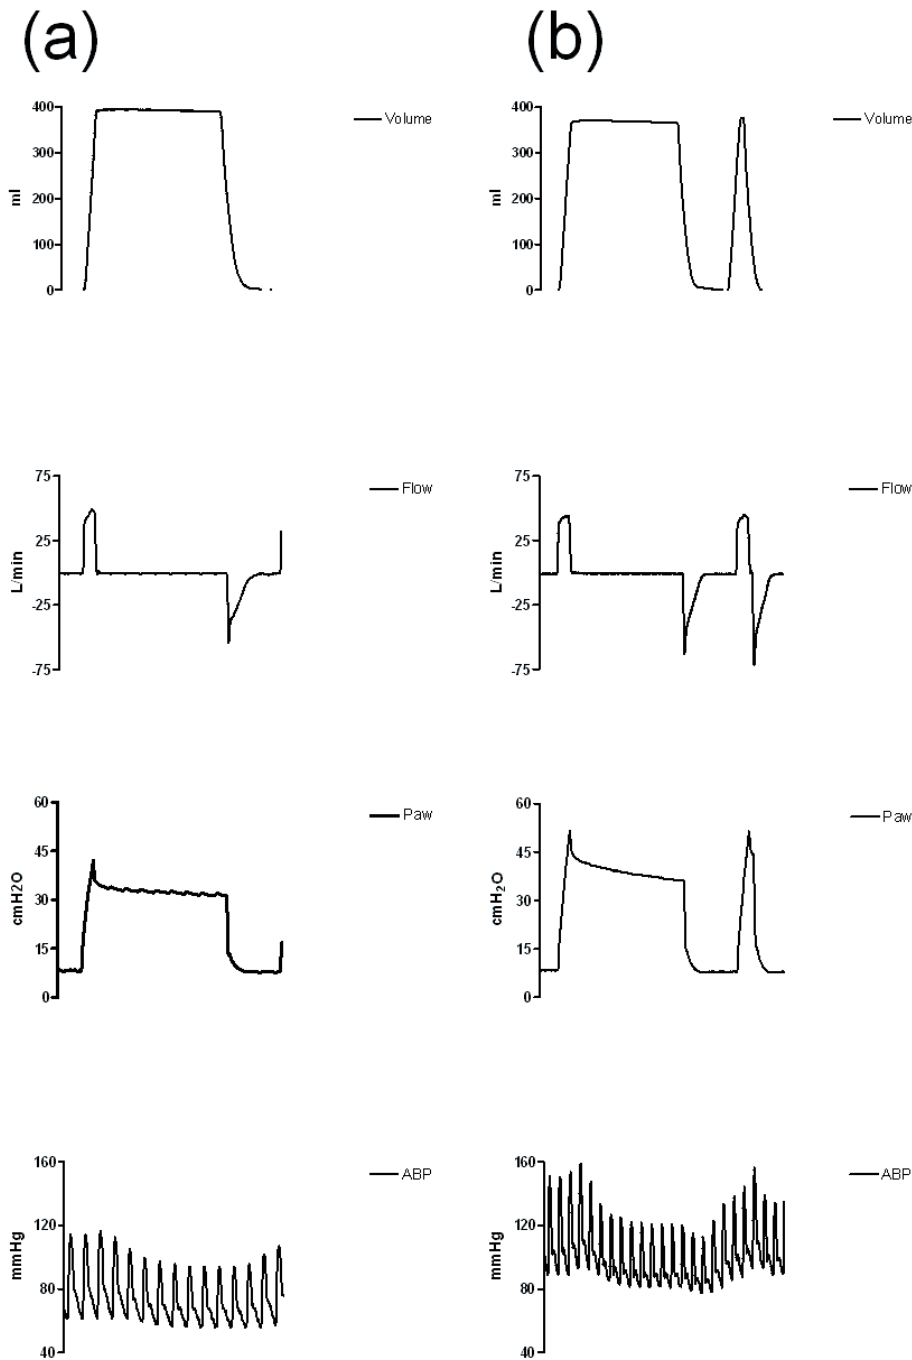 (a) (b)
400 Volume 400 Volume
300 300
ml 200 ml 200
100 100
0 0
75 75
Flow Flow
25 25
L/min L/min
-25 -25
-75 -75
60 60
Paw Paw
45 45
cmH2O 30 cmH₂O 30
15 15
0 0
160 160
ABP ABP
120 120
mmHg mmHg
80 80
40 40